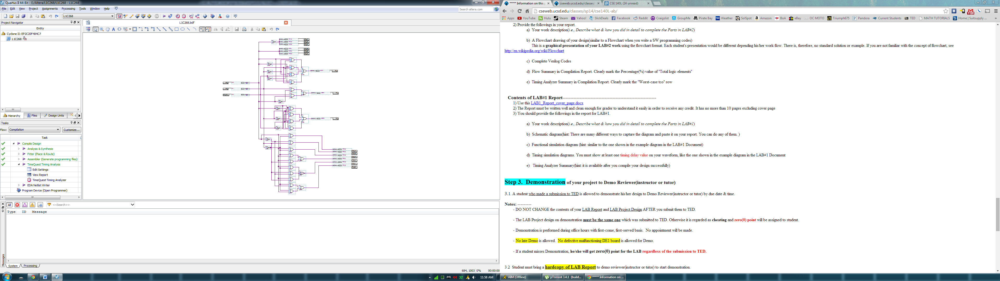 Quartus II 64-Bit - E:/Altera/L1C268/L1C268 - L1C268
File Edit View Project Assignments Processing Tools Window Help
Search altera.com
L1C268
Project Navigator
Entity
Cyclone II: EP2C20F484C7
L1C268
Hierarchy Files Design Units
Tasks
Flow: Compilation Customize...
Task
Compile Design
Analysis & Synthesis
Fitter (Place & Route)
Assembler (Generate programming files)
TimeQuest Timing Analysis
Edit Settings
View Report
TimeQuest Timing Analyzer
EDA Netlist Writer
Program Device (Open Programmer)
L1C268.bdf
All <<Search>>
Type ID Message
Messages
System Processing
684, 1003 0% 00:00:00
44 32 11:58 AM
***** Information on this p cseweb.ucsd.edu/classes/ CSE 140L (24 unread)
cseweb.ucsd.edu/classes/sp14/cse140L-ab/
Apps YouTube Hulu Steam Yahoo! SlickDeals Facebook Reddit Craigslist GroupMe Pirate Bay Weather SolSpot Amazon BoA eBay OC MOTO Triumph675 Pandora Current Students TED MATH TUTORIALS Home | Suitsupply ...
2) Provide the followings in your report.
a) Your work description(i.e., Describe what & how you did in detail to complete the Parts in LAB#2)
b) A Flowchart drawing of your design(similar to a Flowchart when you write a SW programming codes)
This is a graphical presentation of your LAB#2 work using the flowchart format. Each student's presentation would be different depending his/her work flow. There is, therefore, no standard solution or example. If you are not familiar with the concept of flowchart, see
http://en.wikipedia.org/wiki/Flowchart
c) Complete Verilog Codes
d) Flow Summary in Compilation Report. Clearly mark the Percentage(%) value of "Total logic elements"
e) Timing Analyzer Summary in Compilation Report. Clearly mark the "Worst-case tco" row
Contents of LAB#1 Report------------------------------------------------------------
1) Use this LAB1_Report_cover_page.docx
2) The Report must be written well and clean enough for grader to understand it easily in order to receive any credit. It has no more than 10 pages excluding cover page
3) You should provide the followings in the report for LAB#1.
a) Your work description(i.e., Describe what & how you did in detail to complete the Parts in LAB#1)
b) Schematic diagram(hint: There are many different ways to capture the diagram and paste it on your report. You can do any of them. )
c) Functional simulation diagram (hint: similar to the one shown in the example diagram in the LAB#1 Document)
d) Timing simulation diagrams. You must show at least one timing delay value on your waveform, like the one shown in the example diagram in the LAB#1 Document
e) Timing Analyzer Summary(hint: it is available after you compile your design successfully)
Step 3. Demonstration of your project to Demo Reviewer(instructor or tutor)
3.1. A student who made a submission to TED is allowed to demonstrate his/her design to Demo Reviewer(instructor or tutor) by due date & time.
Notes: ---------
- DO NOT CHANGE the contents of your LAB Report and LAB Project Design AFTER you submit them to TED.
- The LAB Project design on demonstration must be the same one which was submitted to TED. Otherwise it is regarded as cheating and zero(0) point will be assigned to student.
- Demonstration is performed during office hours with first-come, first-served basis. No appointment will be made.
- No late Demo is allowed. No defective malfunctioning DE1 board is allowed for Demo.
- If a student misses Demonstration, he/she will get zero(0) point for the LAB regardless of the submission to TED.
3.2 Student must bring a hardcopy of LAB Report to demo reviewer(instructor or tutor) to start demonstration.
AIM (Offline) µTorrent 3.4.1 (build... ***** Information on ...